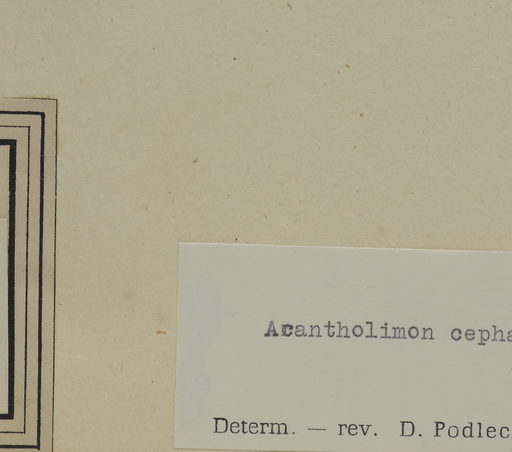 Acantholimon cepha
Determ. — rev. D. Podlec